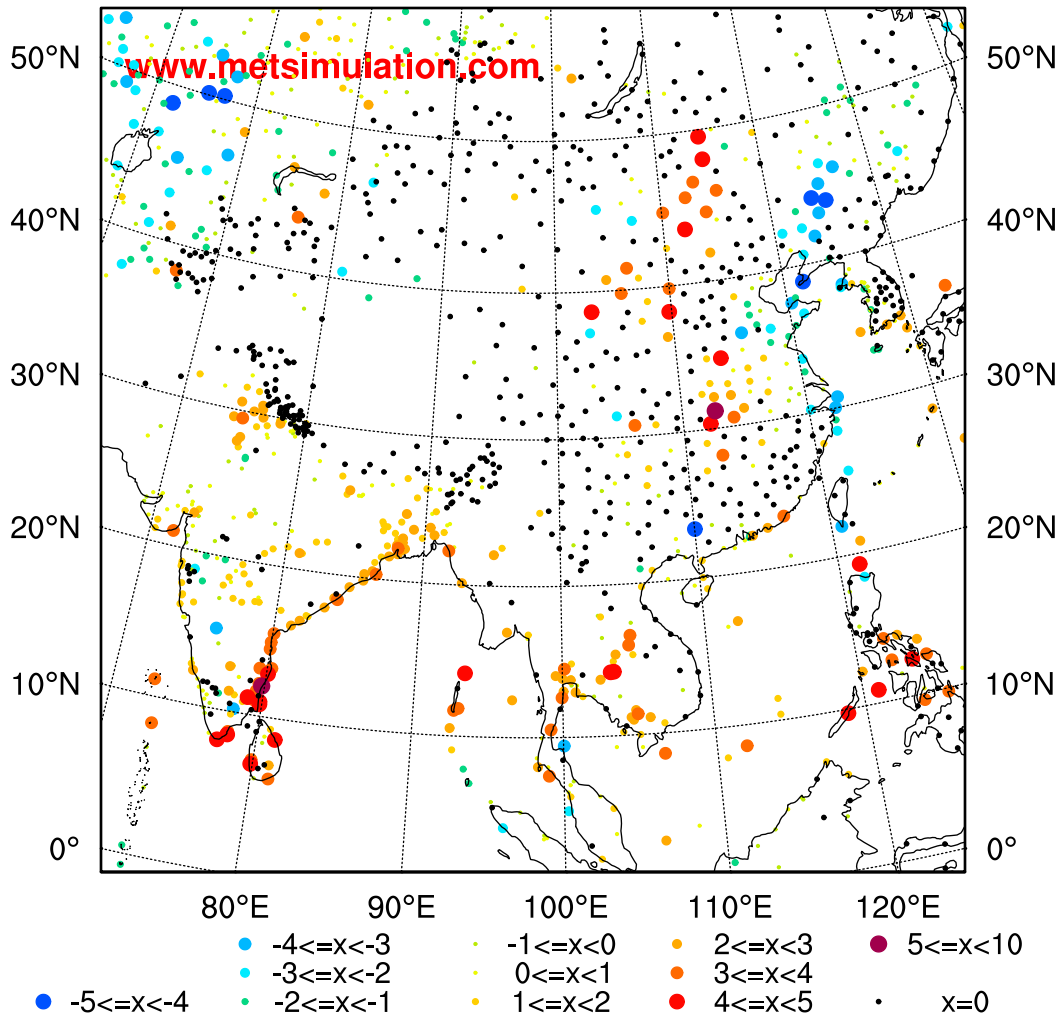 50°N 50°N
www.metsimulation.com
40°N 40°N
30°N 30°N
20°N 20°N
10°N 10°N
0° 0°
80°E 90°E 100°E 110°E 120°E
-4<=x<-3 -1<=x<0 2<=x<3 5<=x<10
-3<=x<-2 0<=x<1 3<=x<4
-5<=x<-4 -2<=x<-1 1<=x<2 4<=x<5 x=0